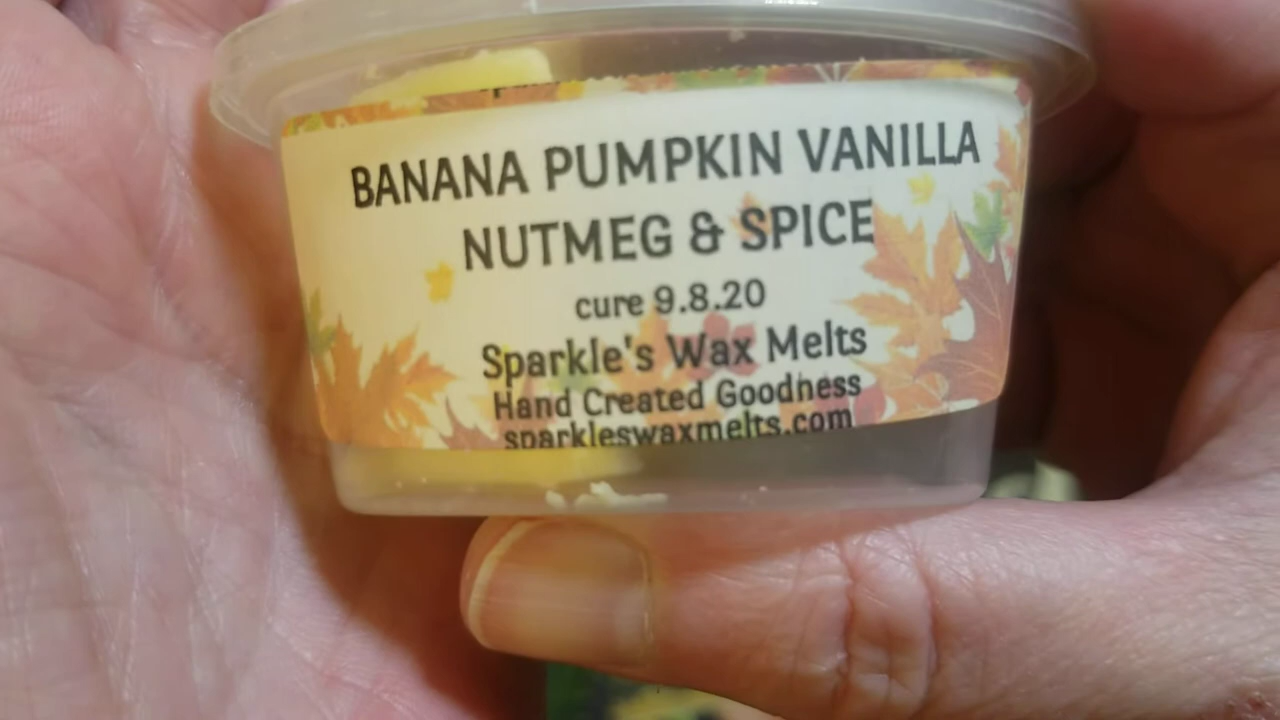 BANANA PUMPKIN VANILLA
NUTMEG & SPICE
cure 9.8.20
Sparkle's Wax Melts
Hand Created Goodness
sparkleswaxmelts.com